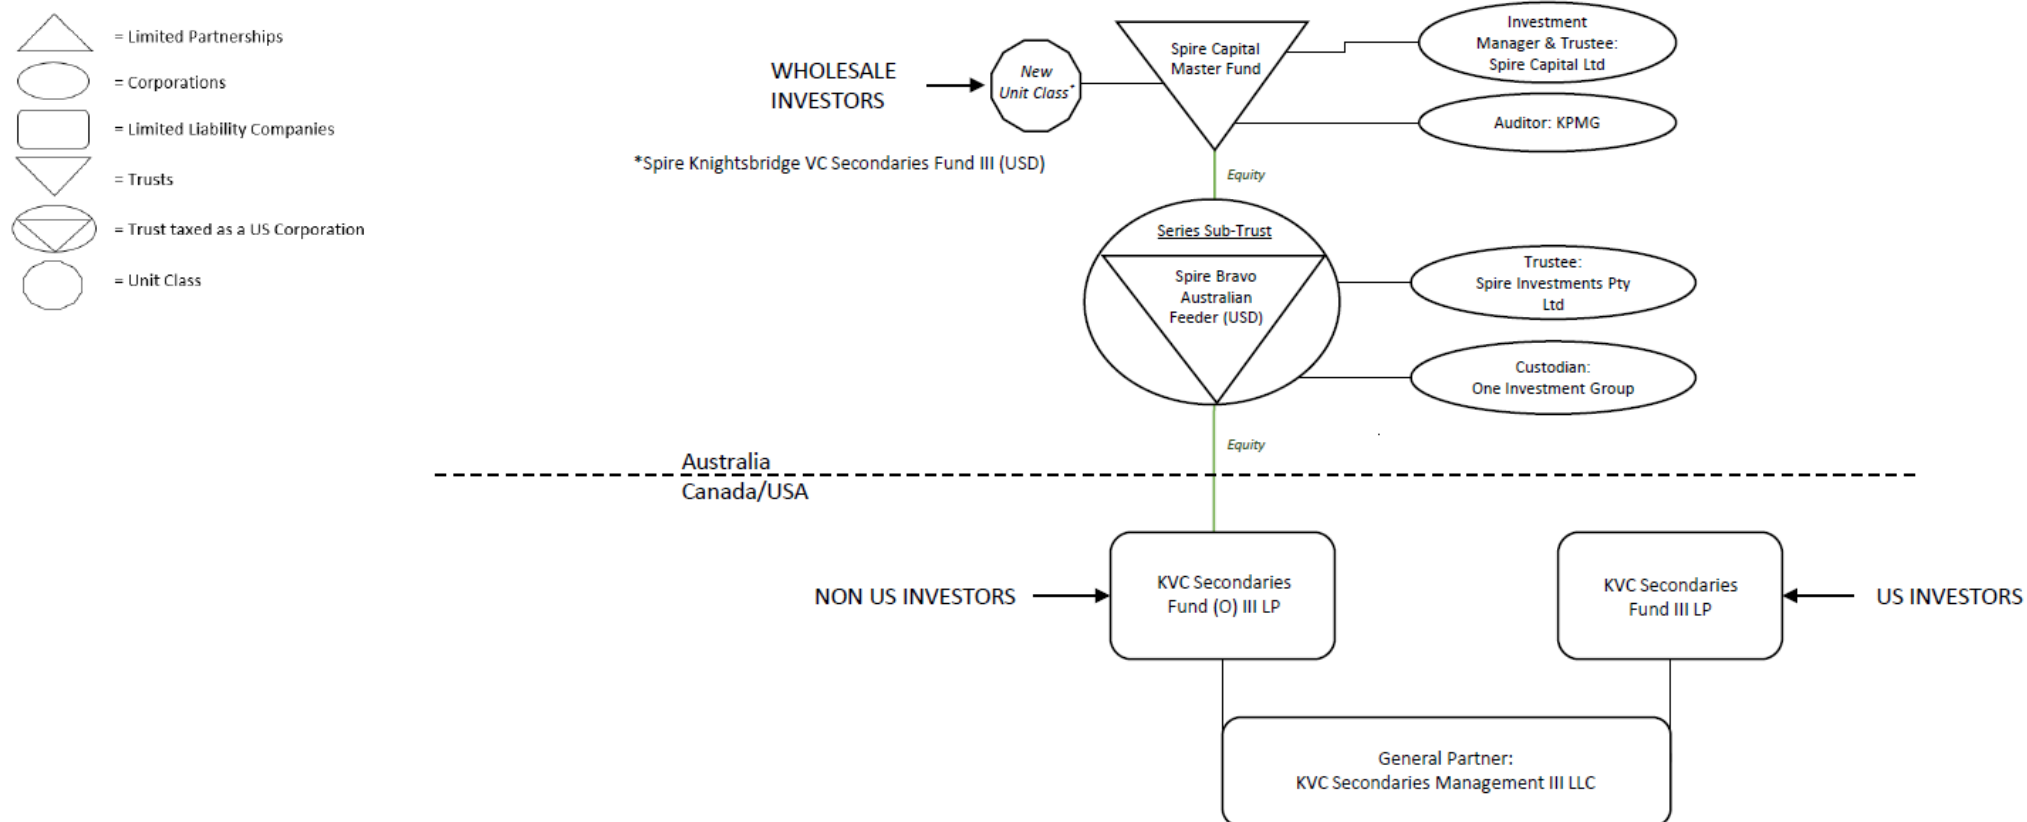 = Limited Partnerships
= Corporations
= Limited Liability Companies
= Trusts
= Trust taxed as a US Corporation
= Unit Class
WHOLESALE
INVESTORS
New
Unit Class*
*Spire Knightsbridge VC Secondaries Fund III (USD)
Spire Capital
Master Fund
Investment
Manager & Trustee:
Spire Capital Ltd
Auditor: KPMG
Equity
Series Sub-Trust
Spire Bravo
Australian
Feeder (USD)
Trustee:
Spire Investments Pty
Ltd
Custodian:
One Investment Group
Equity
Australia
Canada/USA
NON US INVESTORS
KVC Secondaries
Fund (O) III LP
KVC Secondaries
Fund III LP
US INVESTORS
General Partner:
KVC Secondaries Management III LLC